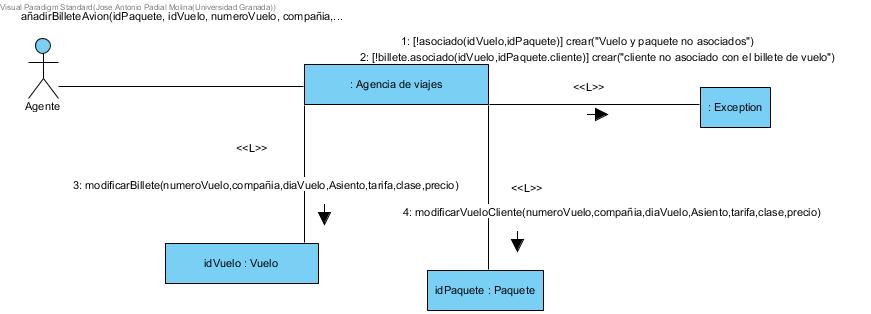 Visual Paradigm Standard(Jose Antonio Padial Molina(Universidad Granada))
añadirBilleteAvion(idPaquete, idVuelo, numeroVuelo, compañia,...
1: [!asociado(idVuelo,idPaquete)] crear("Vuelo y paquete no asociados")
2: [!billete.asociado(idVuelo,idPaquete.cliente)] crear("cliente no asociado con el billete de vuelo")
: Agencia de viajes
<<L>>
: Exception
Agente
<<L>>
3: modificarBillete(numeroVuelo,compañia,diaVuelo,Asiento,tarifa,clase,precio)
<<L>>
4: modificarVueloCliente(numeroVuelo,compañia,diaVuelo,Asiento,tarifa,clase,precio)
idVuelo : Vuelo
idPaquete : Paquete